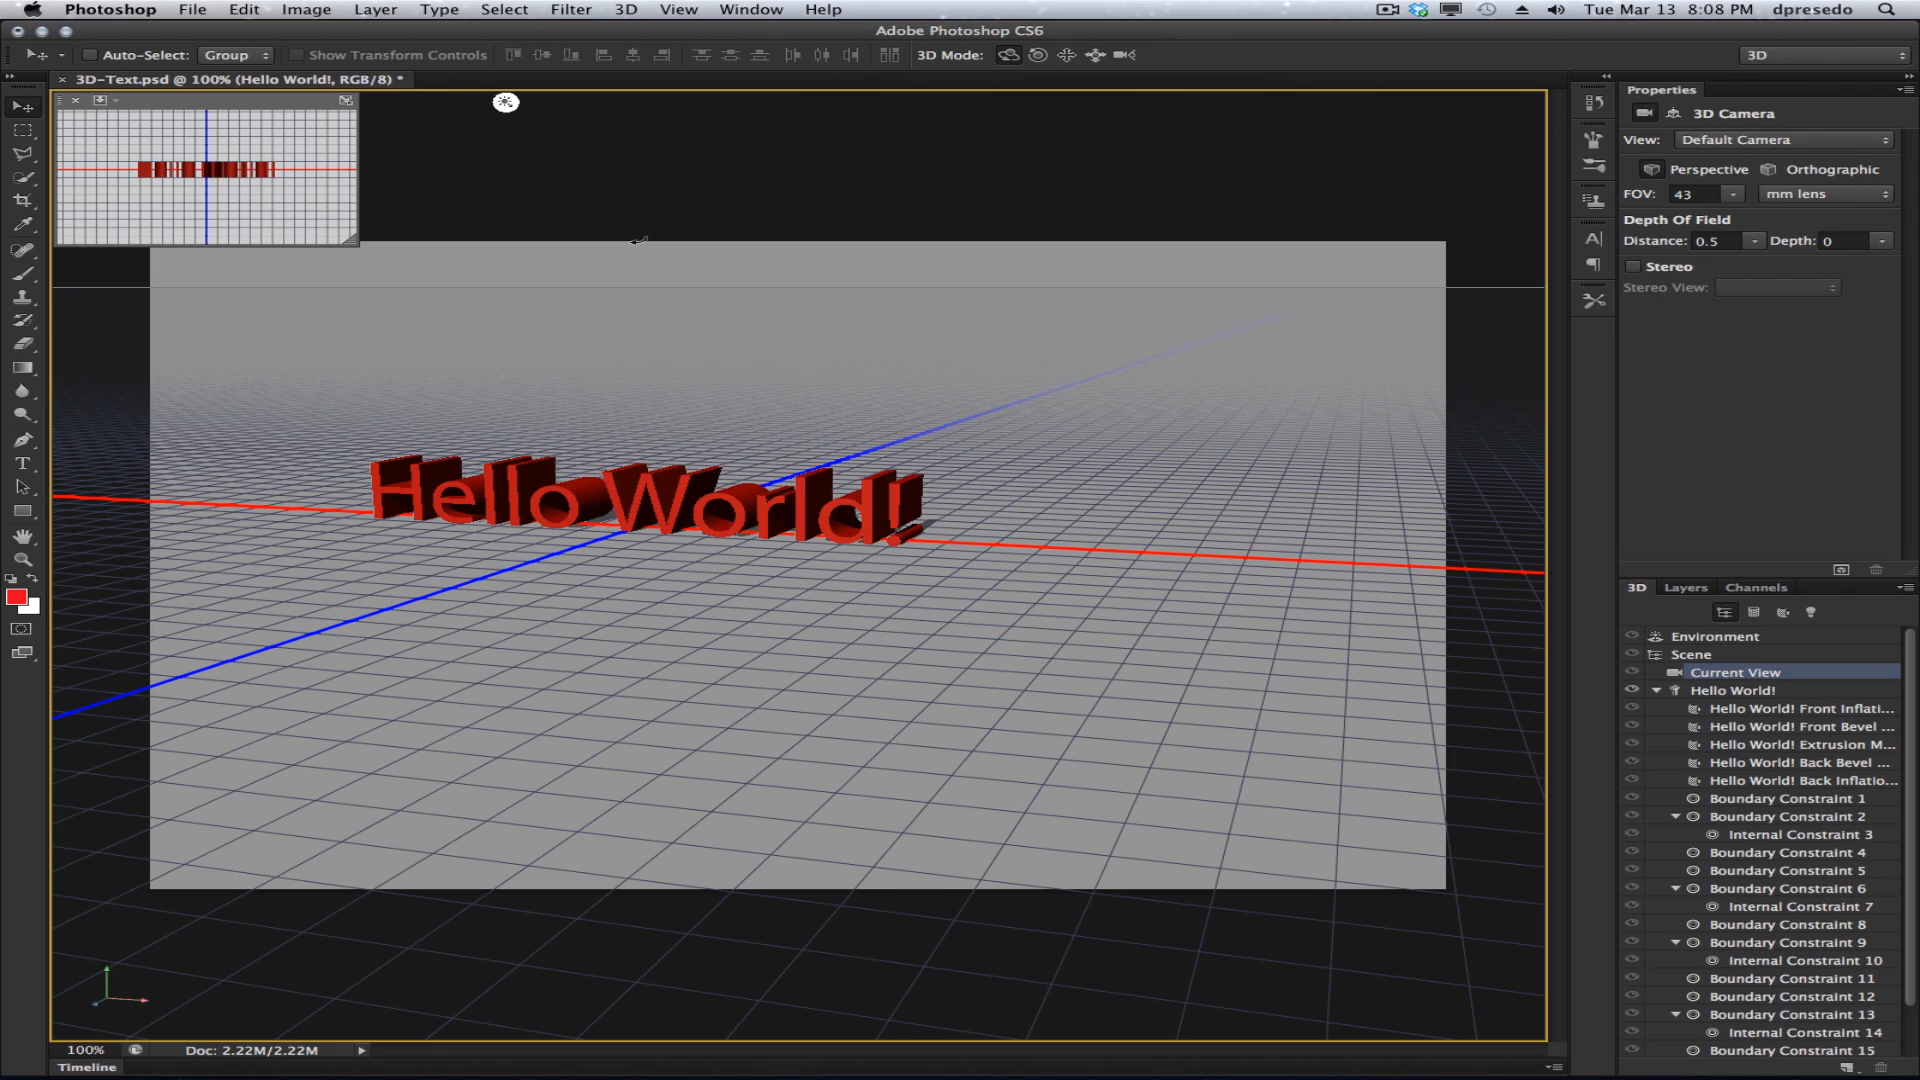 Photoshop File Edit Image Layer Type Select Filter 3D View Window Help Tue Mar 13 8:08 PM dpresedo
Adobe Photoshop CS6
Auto-Select: Group Show Transform Controls 3D Mode: 3D
3D-Text.psd @ 100% (Hello World!, RGB/8) *
Properties
3D Camera
View: Default Camera
Perspective Orthographic
FOV: 43 mm lens
Depth Of Field
Distance: 0.5 Depth: 0
Stereo
Stereo View:
Hello World!
3D Layers Channels
Environment
Scene
Current View
Hello World!
Hello World! Front Inflati...
Hello World! Front Bevel ...
Hello World! Extrusion M...
Hello World! Back Bevel ...
Hello World! Back Inflatio...
Boundary Constraint 1
Boundary Constraint 2
Internal Constraint 3
Boundary Constraint 4
Boundary Constraint 5
Boundary Constraint 6
Internal Constraint 7
Boundary Constraint 8
Boundary Constraint 9
Internal Constraint 10
Boundary Constraint 11
Boundary Constraint 12
Boundary Constraint 13
Internal Constraint 14
Boundary Constraint 15
100% Doc: 2.22M/2.22M
Timeline